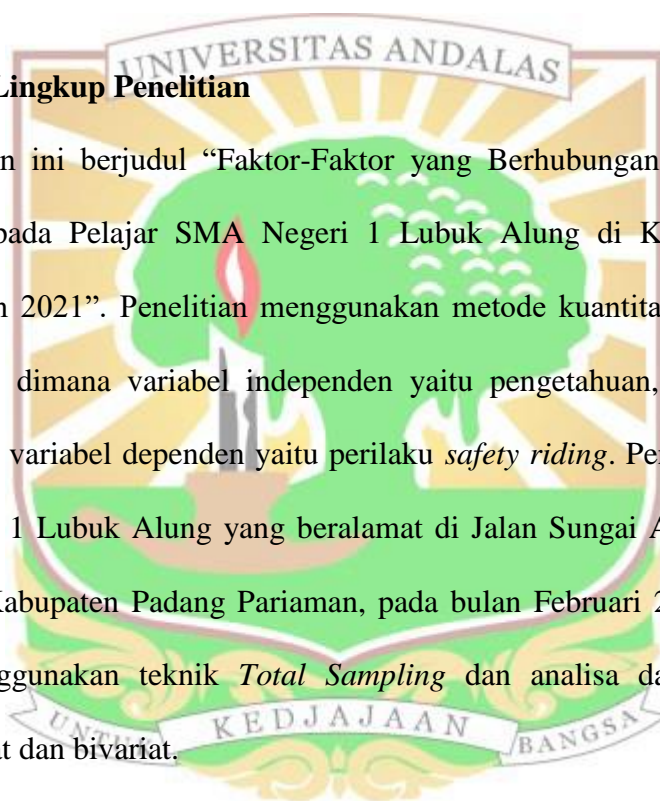 UNIVERSITAS ANDALAS
Lingkup Penelitian
n ini berjudul “Faktor-Faktor yang Berhubungan
pada Pelajar SMA Negeri 1 Lubuk Alung di K
n 2021”. Penelitian menggunakan metode kuantita
dimana variabel independen yaitu pengetahuan,
variabel dependen yaitu perilaku safety riding. Pe
1 Lubuk Alung yang beralamat di Jalan Sungai A
Kabupaten Padang Pariaman, pada bulan Februari 2
ggunakan teknik Total Sampling dan analisa da
at dan bivariat.
UNTUK KEDJAJAAN BANGSA